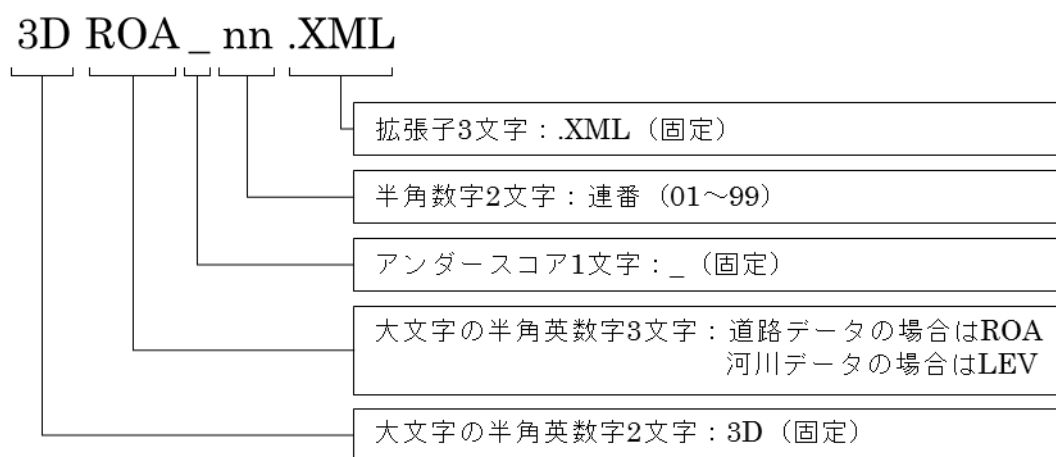 3D ROA _ nn .XML
拡張子3文字：.XML（固定）
半角数字2文字：連番（01～99）
アンダースコア1文字：_（固定）
大文字の半角英数字3文字：道路データの場合はROA
河川データの場合はLEV
大文字の半角英数字2文字：3D（固定）